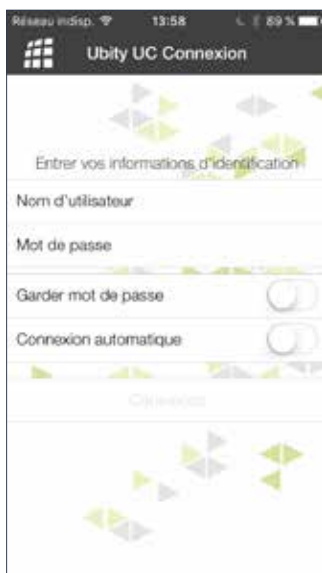 Réseau indisp. 13:58 89 %
Ubity UC Connexion
Entrer vos informations d'identification
Nom d'utilisateur
Mot de passe
Garder mot de passe
Connexion automatique
Connexion